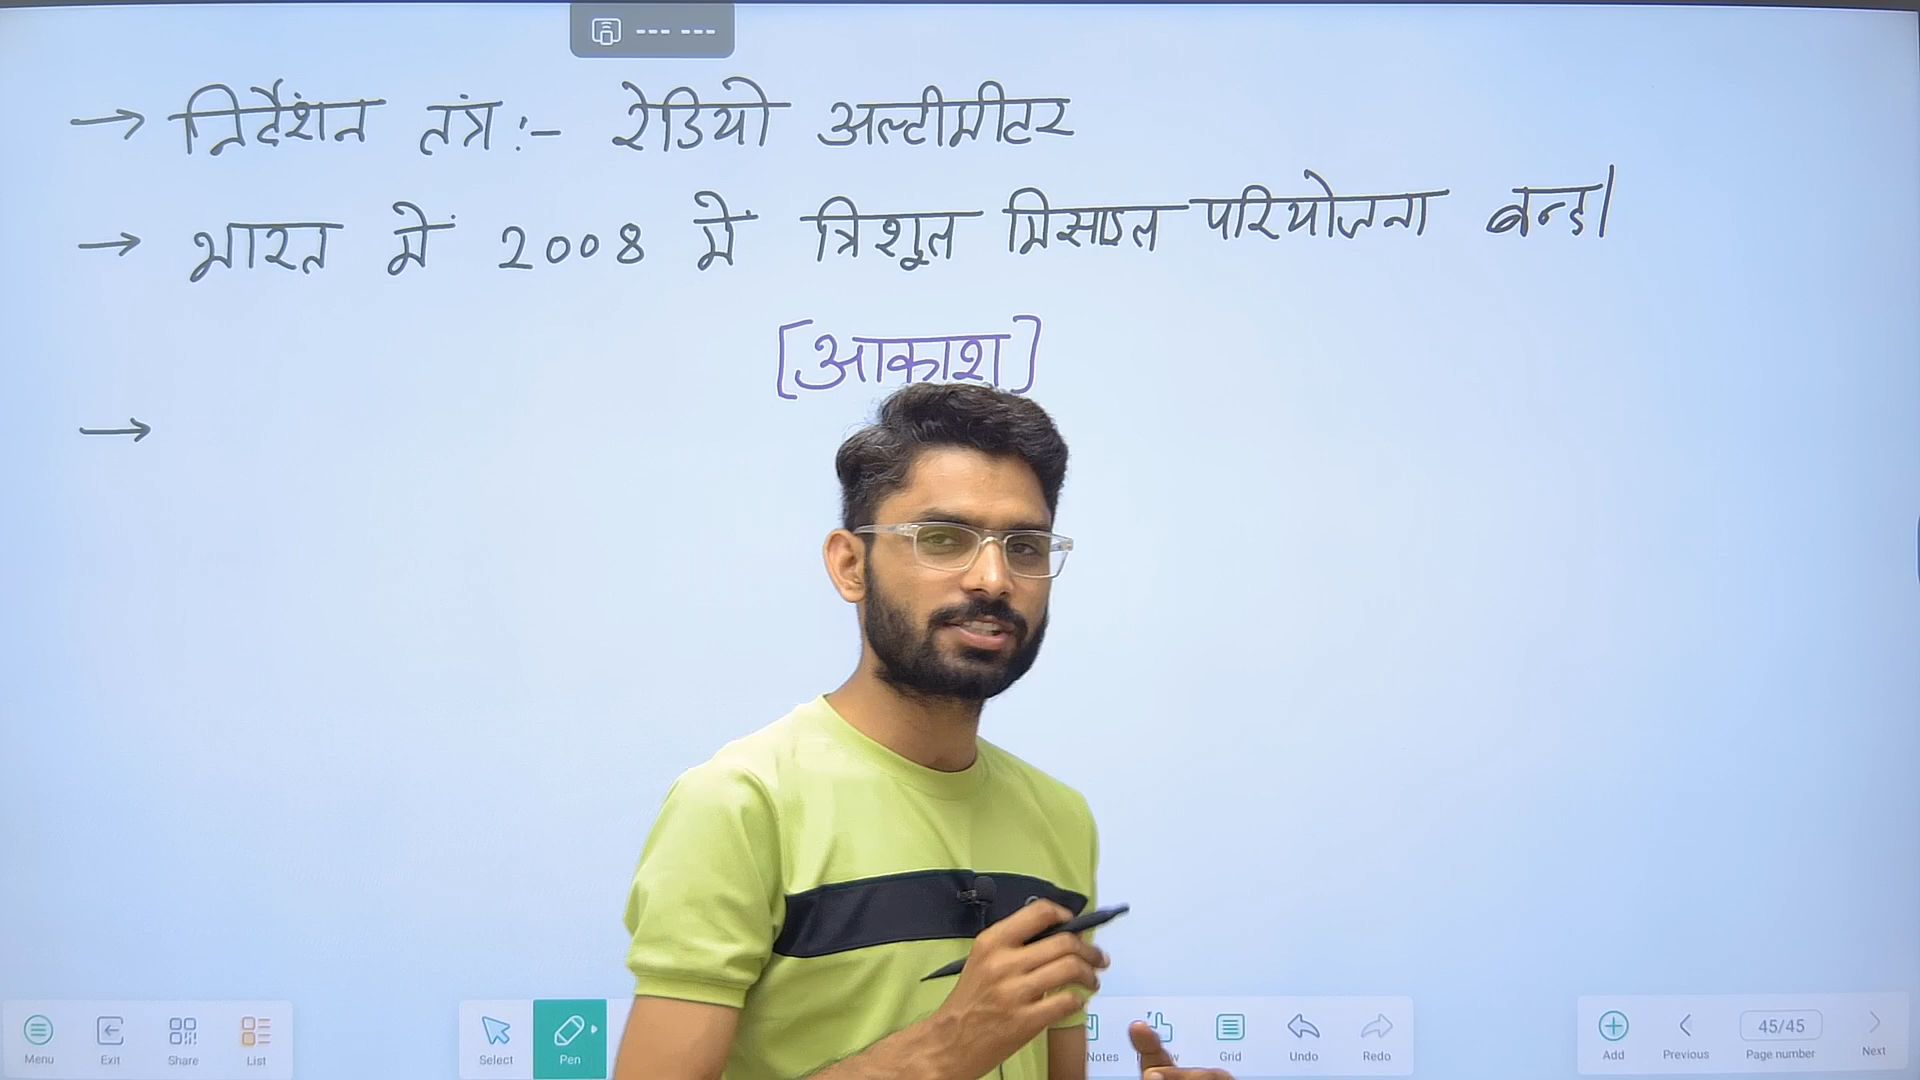 --- ---
→ निर्देशन तंत्र :- रेडियो अल्टीमीटर
→ भारत में 2008 में त्रिशूल मिसाइल परियोजना बन्द।
[आकाश]
→
Menu Exit Share List Select Pen Notes Grid Undo Redo Add Previous 45/45 Page number Next